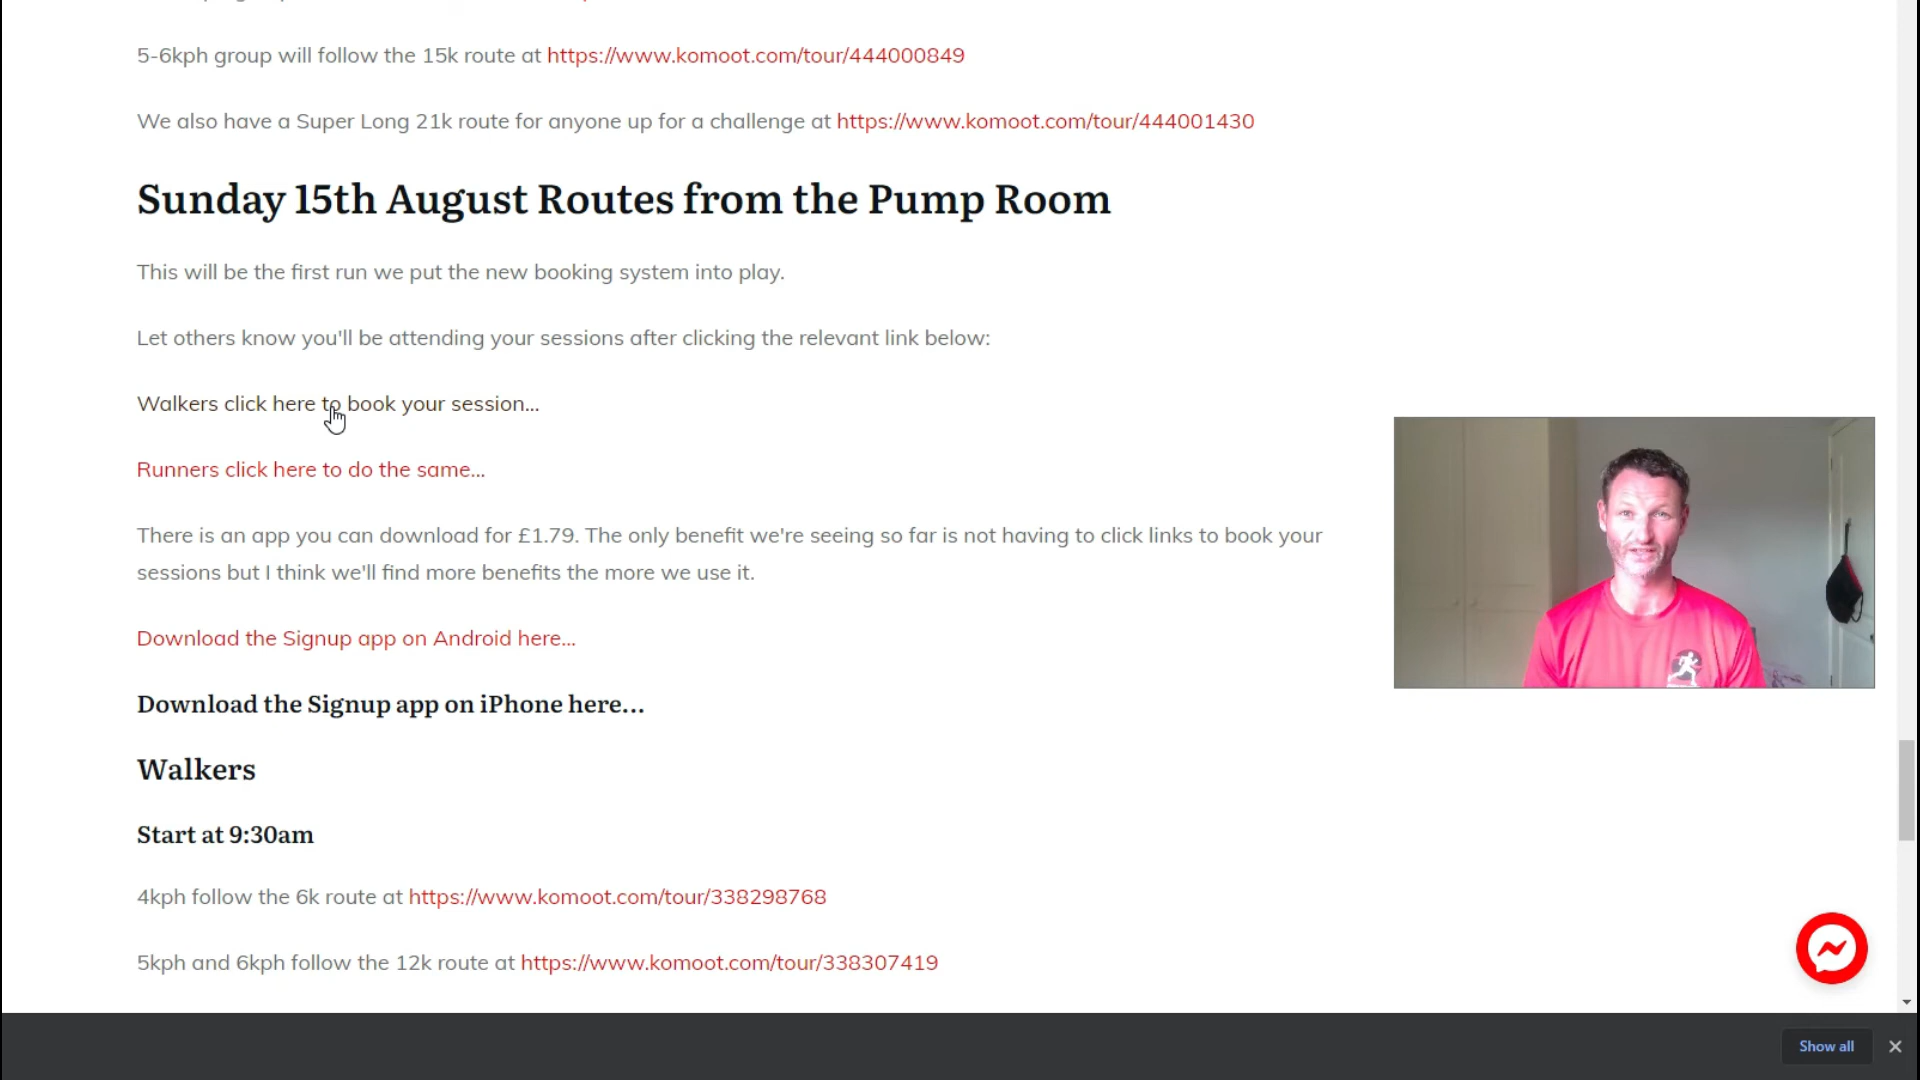 5-6kph group will follow the 15k route at https://www.komoot.com/tour/444000849
We also have a Super Long 21k route for anyone up for a challenge at https://www.komoot.com/tour/444001430
Sunday 15th August Routes from the Pump Room
This will be the first run we put the new booking system into play.
Let others know you'll be attending your sessions after clicking the relevant link below:
Walkers click here to book your session...
Runners click here to do the same...
There is an app you can download for £1.79. The only benefit we're seeing so far is not having to click links to book your
sessions but I think we'll find more benefits the more we use it.
Download the Signup app on Android here...
Download the Signup app on iPhone here...
Walkers
Start at 9:30am
4kph follow the 6k route at https://www.komoot.com/tour/338298768
5kph and 6kph follow the 12k route at https://www.komoot.com/tour/338307419
Show all